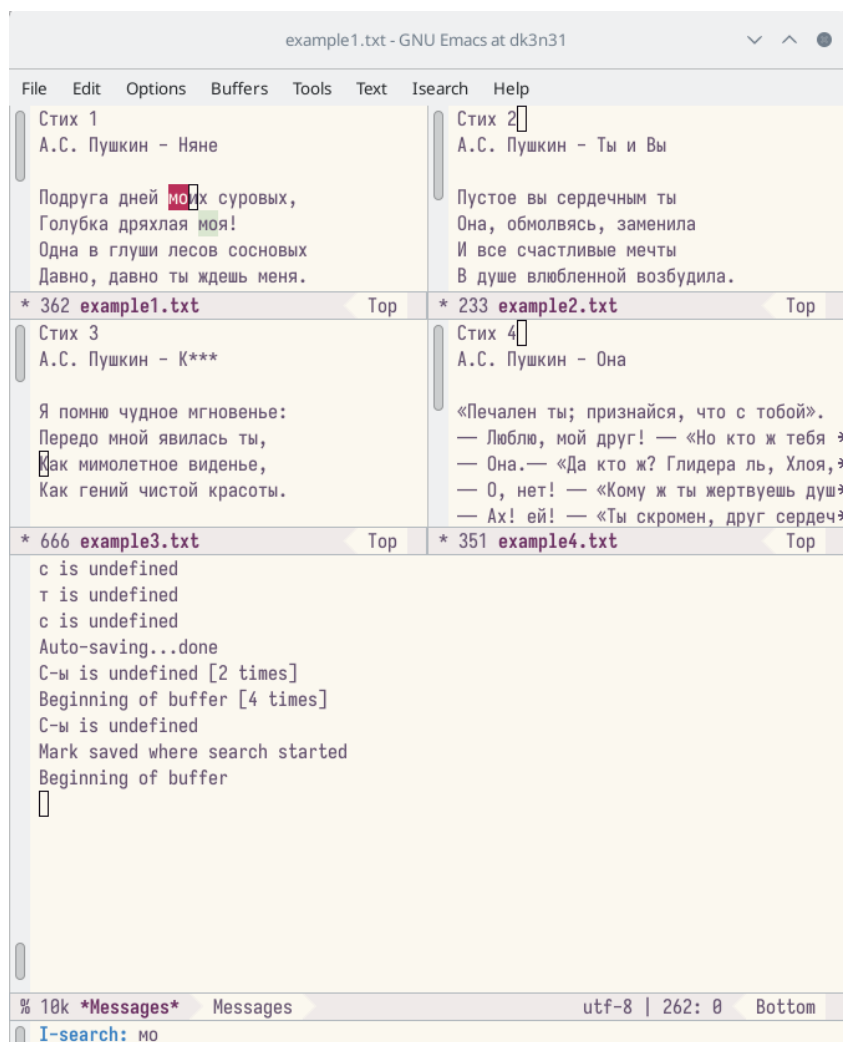 example1.txt - GNU Emacs at dk3n31
File Edit Options Buffers Tools Text Isearch Help
Стих 1
А.С. Пушкин - Няне
Подруга дней моих суровых,
Голубка дряхлая моя!
Одна в глуши лесов сосновых
Давно, давно ты ждешь меня.
* 362 example1.txt Top
Стих 2
А.С. Пушкин - Ты и Вы
Пустое вы сердечным ты
Она, обмолвясь, заменила
И все счастливые мечты
В душе влюбленной возбудила.
* 233 example2.txt Top
Стих 3
А.С. Пушкин - К***
Я помню чудное мгновенье:
Передо мной явилась ты,
Как мимолетное виденье,
Как гений чистой красоты.
* 666 example3.txt Top
Стих 4
А.С. Пушкин - Она
«Печален ты; признайся, что с тобой».
— Люблю, мой друг! — «Но кто ж тебя
— Она.— «Да кто ж? Глидера ль, Хлоя,
— О, нет! — «Кому ж ты жертвуешь душ
— Ах! ей! — «Ты скромен, друг сердеч
* 351 example4.txt Top
с is undefined
т is undefined
с is undefined
Auto-saving...done
C-ы is undefined [2 times]
Beginning of buffer [4 times]
C-ы is undefined
Mark saved where search started
Beginning of buffer
% 10k *Messages* Messages utf-8 | 262: 0 Bottom
I-search: мо